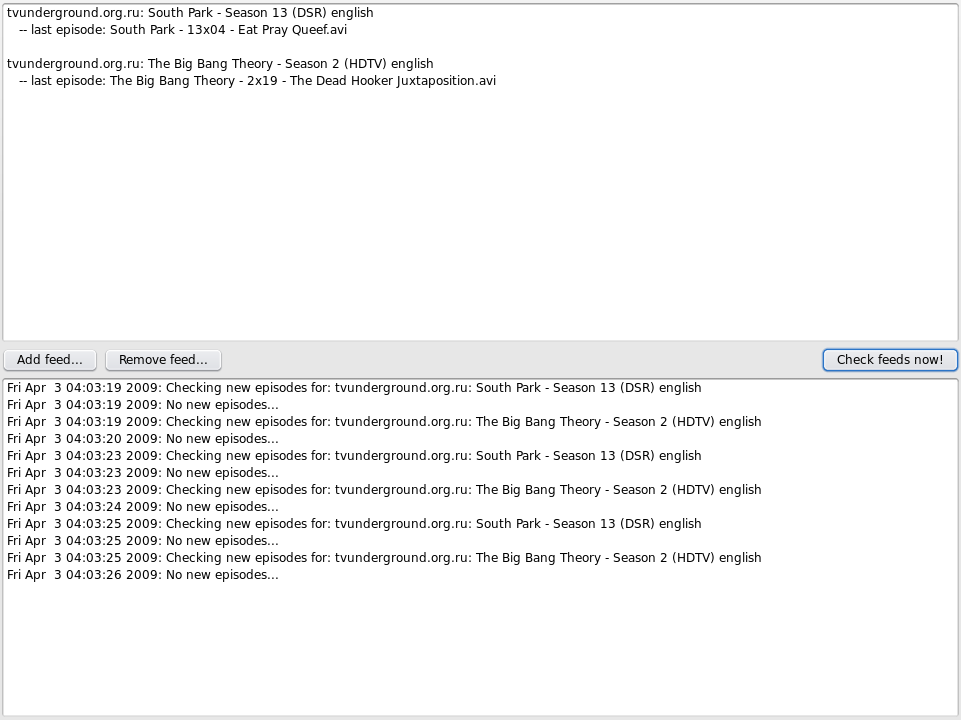 tvunderground.org.ru: South Park - Season 13 (DSR) english
-- last episode: South Park - 13x04 - Eat Pray Queef.avi
tvunderground.org.ru: The Big Bang Theory - Season 2 (HDTV) english
-- last episode: The Big Bang Theory - 2x19 - The Dead Hooker Juxtaposition.avi
Add feed... Remove feed... Check feeds now!
Fri Apr  3 04:03:19 2009: Checking new episodes for: tvunderground.org.ru: South Park - Season 13 (DSR) english
Fri Apr  3 04:03:19 2009: No new episodes...
Fri Apr  3 04:03:19 2009: Checking new episodes for: tvunderground.org.ru: The Big Bang Theory - Season 2 (HDTV) english
Fri Apr  3 04:03:20 2009: No new episodes...
Fri Apr  3 04:03:23 2009: Checking new episodes for: tvunderground.org.ru: South Park - Season 13 (DSR) english
Fri Apr  3 04:03:23 2009: No new episodes...
Fri Apr  3 04:03:23 2009: Checking new episodes for: tvunderground.org.ru: The Big Bang Theory - Season 2 (HDTV) english
Fri Apr  3 04:03:24 2009: No new episodes...
Fri Apr  3 04:03:25 2009: Checking new episodes for: tvunderground.org.ru: South Park - Season 13 (DSR) english
Fri Apr  3 04:03:25 2009: No new episodes...
Fri Apr  3 04:03:25 2009: Checking new episodes for: tvunderground.org.ru: The Big Bang Theory - Season 2 (HDTV) english
Fri Apr  3 04:03:26 2009: No new episodes...